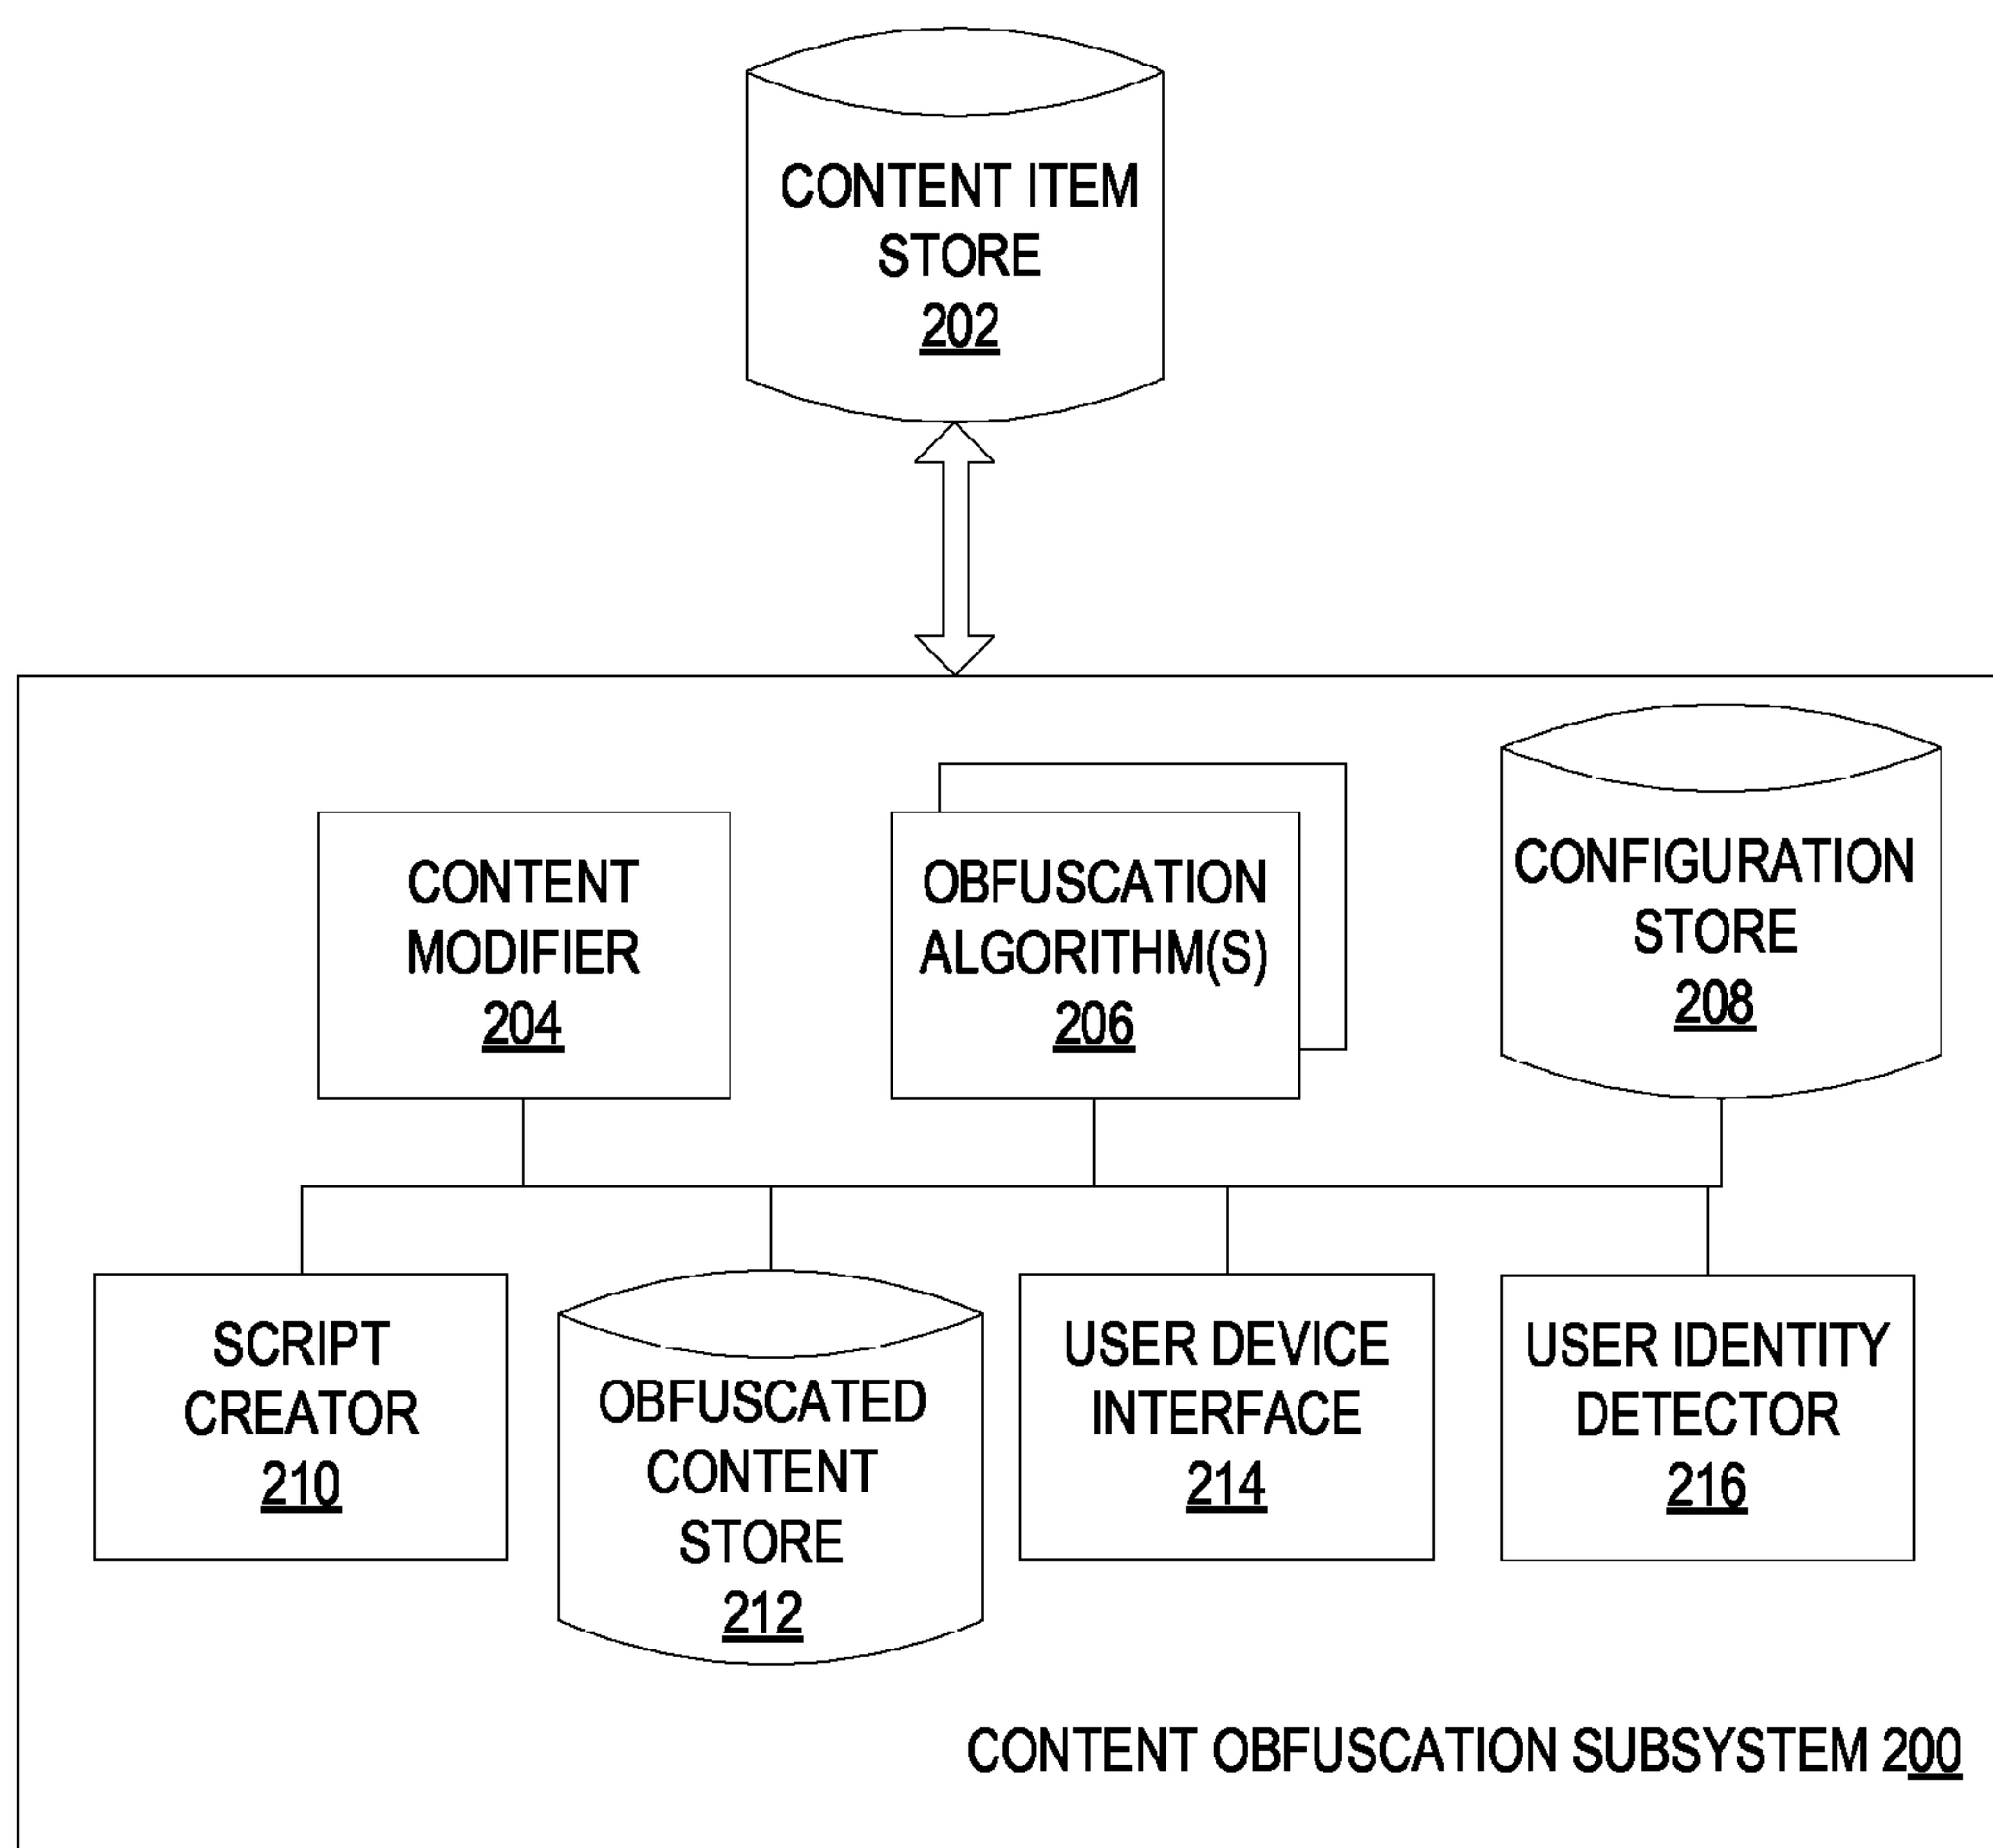 CONTENT ITEM
STORE
202
CONTENT
MODIFIER
204
OBFUSCATION
ALGORITHM(S)
206
CONFIGURATION
STORE
208
SCRIPT
CREATOR
210
OBFUSCATED
CONTENT
STORE
212
USER DEVICE
INTERFACE
214
USER IDENTITY
DETECTOR
216
CONTENT OBFUSCATION SUBSYSTEM 200